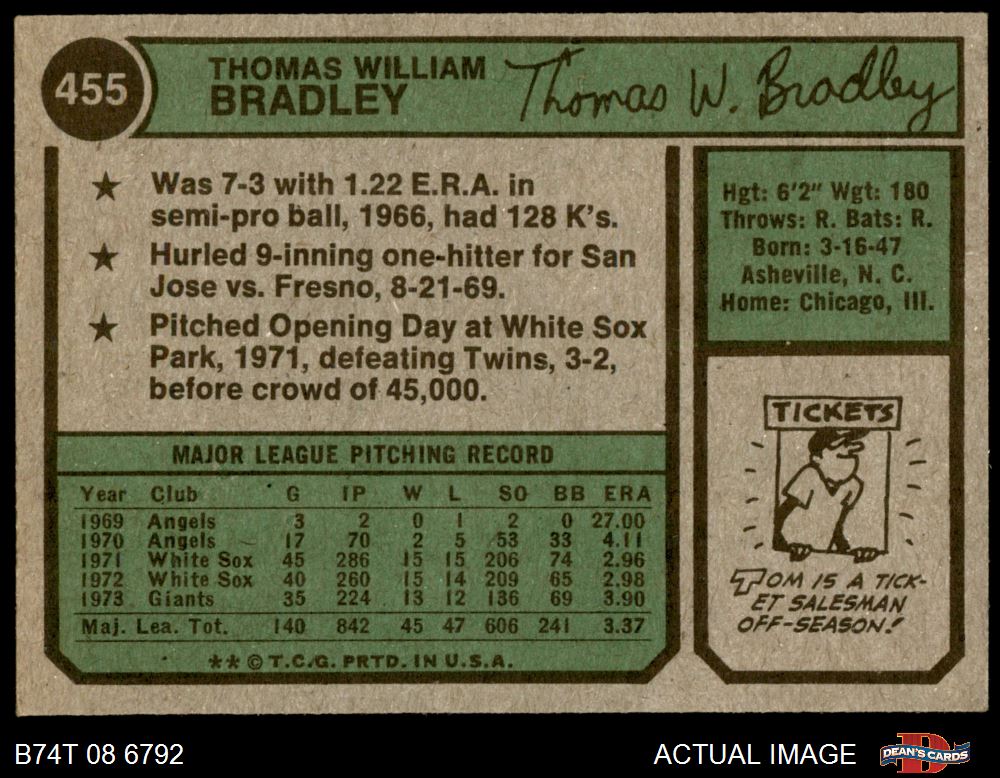 455
THOMAS WILLIAM
BRADLEY
Thomas W. Bradley
★ Was 7-3 with 1.22 E.R.A. in
semi-pro ball, 1966, had 128 K's.
★ Hurled 9-inning one-hitter for San
Jose vs. Fresno, 8-21-69.
★ Pitched Opening Day at White Sox
Park, 1971, defeating Twins, 3-2,
before crowd of 45,000.
Hgt: 6'2" Wgt: 180
Throws: R. Bats: R.
Born: 3-16-47
Asheville, N. C.
Home: Chicago, Ill.
MAJOR LEAGUE PITCHING RECORD
Year Club G IP W L SO BB ERA
1969 Angels 3 2 0 1 2 0 27.00
1970 Angels 17 70 2 5 53 33 4.11
1971 White Sox 45 286 15 15 206 74 2.96
1972 White Sox 40 260 15 14 209 65 2.98
1973 Giants 35 224 13 12 136 69 3.90
Maj. Lea. Tot. 140 842 45 47 606 241 3.37
** © T.C.G. PRTD. IN U.S.A.
TICKETS
TOM IS A TICK-
ET SALESMAN
OFF-SEASON!
B74T 08 6792
ACTUAL IMAGE
D
DEAN'S CARDS